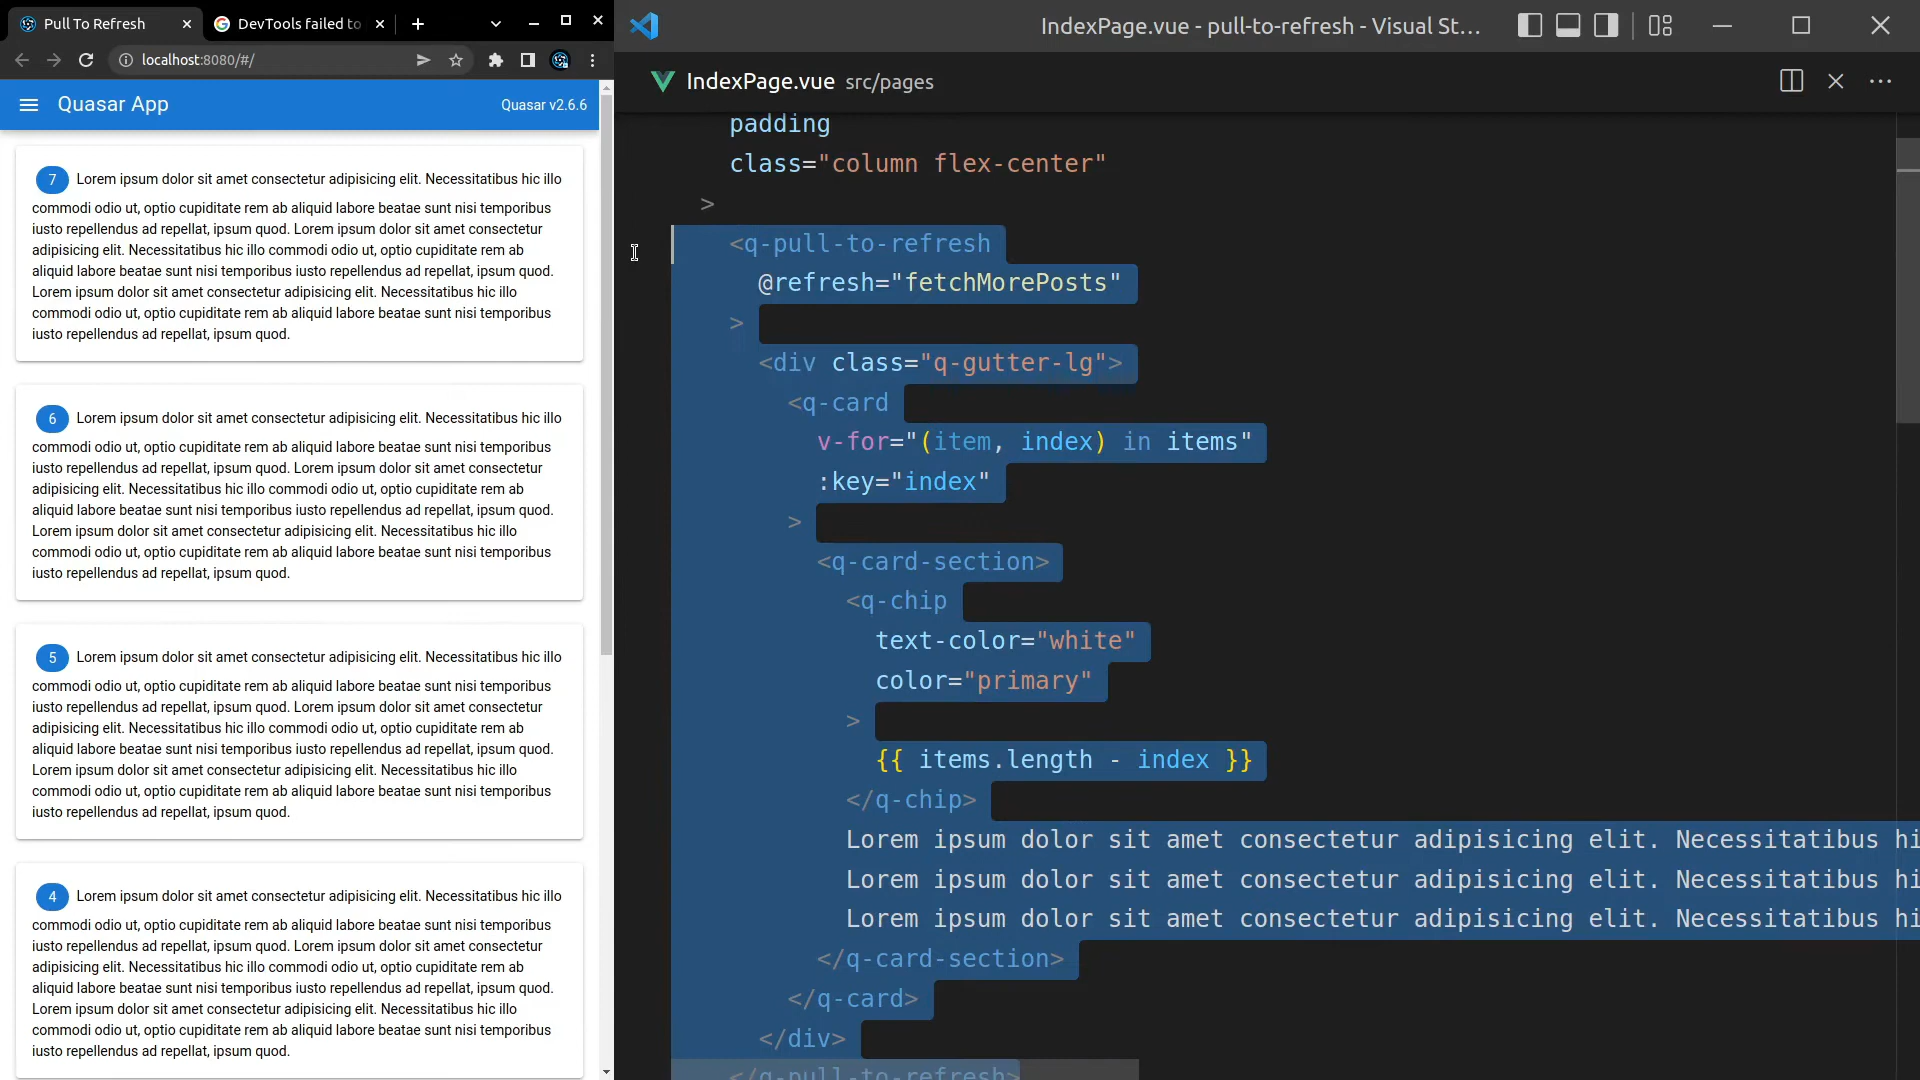 Pull To Refresh
DevTools failed to
localhost:8080/#/
Quasar App
Quasar v2.6.6
7 Lorem ipsum dolor sit amet consectetur adipisicing elit. Necessitatibus hic illo
commodi odio ut, optio cupiditate rem ab aliquid labore beatae sunt nisi temporibus
iusto repellendus ad repellat, ipsum quod. Lorem ipsum dolor sit amet consectetur
adipisicing elit. Necessitatibus hic illo commodi odio ut, optio cupiditate rem ab
aliquid labore beatae sunt nisi temporibus iusto repellendus ad repellat, ipsum quod.
Lorem ipsum dolor sit amet consectetur adipisicing elit. Necessitatibus hic illo
commodi odio ut, optio cupiditate rem ab aliquid labore beatae sunt nisi temporibus
iusto repellendus ad repellat, ipsum quod.
6 Lorem ipsum dolor sit amet consectetur adipisicing elit. Necessitatibus hic illo
commodi odio ut, optio cupiditate rem ab aliquid labore beatae sunt nisi temporibus
iusto repellendus ad repellat, ipsum quod. Lorem ipsum dolor sit amet consectetur
adipisicing elit. Necessitatibus hic illo commodi odio ut, optio cupiditate rem ab
aliquid labore beatae sunt nisi temporibus iusto repellendus ad repellat, ipsum quod.
Lorem ipsum dolor sit amet consectetur adipisicing elit. Necessitatibus hic illo
commodi odio ut, optio cupiditate rem ab aliquid labore beatae sunt nisi temporibus
iusto repellendus ad repellat, ipsum quod.
5 Lorem ipsum dolor sit amet consectetur adipisicing elit. Necessitatibus hic illo
commodi odio ut, optio cupiditate rem ab aliquid labore beatae sunt nisi temporibus
iusto repellendus ad repellat, ipsum quod. Lorem ipsum dolor sit amet consectetur
adipisicing elit. Necessitatibus hic illo commodi odio ut, optio cupiditate rem ab
aliquid labore beatae sunt nisi temporibus iusto repellendus ad repellat, ipsum quod.
Lorem ipsum dolor sit amet consectetur adipisicing elit. Necessitatibus hic illo
commodi odio ut, optio cupiditate rem ab aliquid labore beatae sunt nisi temporibus
iusto repellendus ad repellat, ipsum quod.
4 Lorem ipsum dolor sit amet consectetur adipisicing elit. Necessitatibus hic illo
commodi odio ut, optio cupiditate rem ab aliquid labore beatae sunt nisi temporibus
iusto repellendus ad repellat, ipsum quod. Lorem ipsum dolor sit amet consectetur
adipisicing elit. Necessitatibus hic illo commodi odio ut, optio cupiditate rem ab
aliquid labore beatae sunt nisi temporibus iusto repellendus ad repellat, ipsum quod.
Lorem ipsum dolor sit amet consectetur adipisicing elit. Necessitatibus hic illo
commodi odio ut, optio cupiditate rem ab aliquid labore beatae sunt nisi temporibus
iusto repellendus ad repellat, ipsum quod.
IndexPage.vue - pull-to-refresh - Visual St...
IndexPage.vue src/pages
padding
class="column flex-center"
>
<q-pull-to-refresh
@refresh="fetchMorePosts"
>
<div class="q-gutter-lg">
<q-card
v-for="(item, index) in items"
:key="index"
>
<q-card-section>
<q-chip
text-color="white"
color="primary"
>
{{ items.length - index }}
</q-chip>
Lorem ipsum dolor sit amet consectetur adipisicing elit. Necessitatibus hi
Lorem ipsum dolor sit amet consectetur adipisicing elit. Necessitatibus hi
Lorem ipsum dolor sit amet consectetur adipisicing elit. Necessitatibus hi
</q-card-section>
</q-card>
</div>
</q-pull-to-refresh>